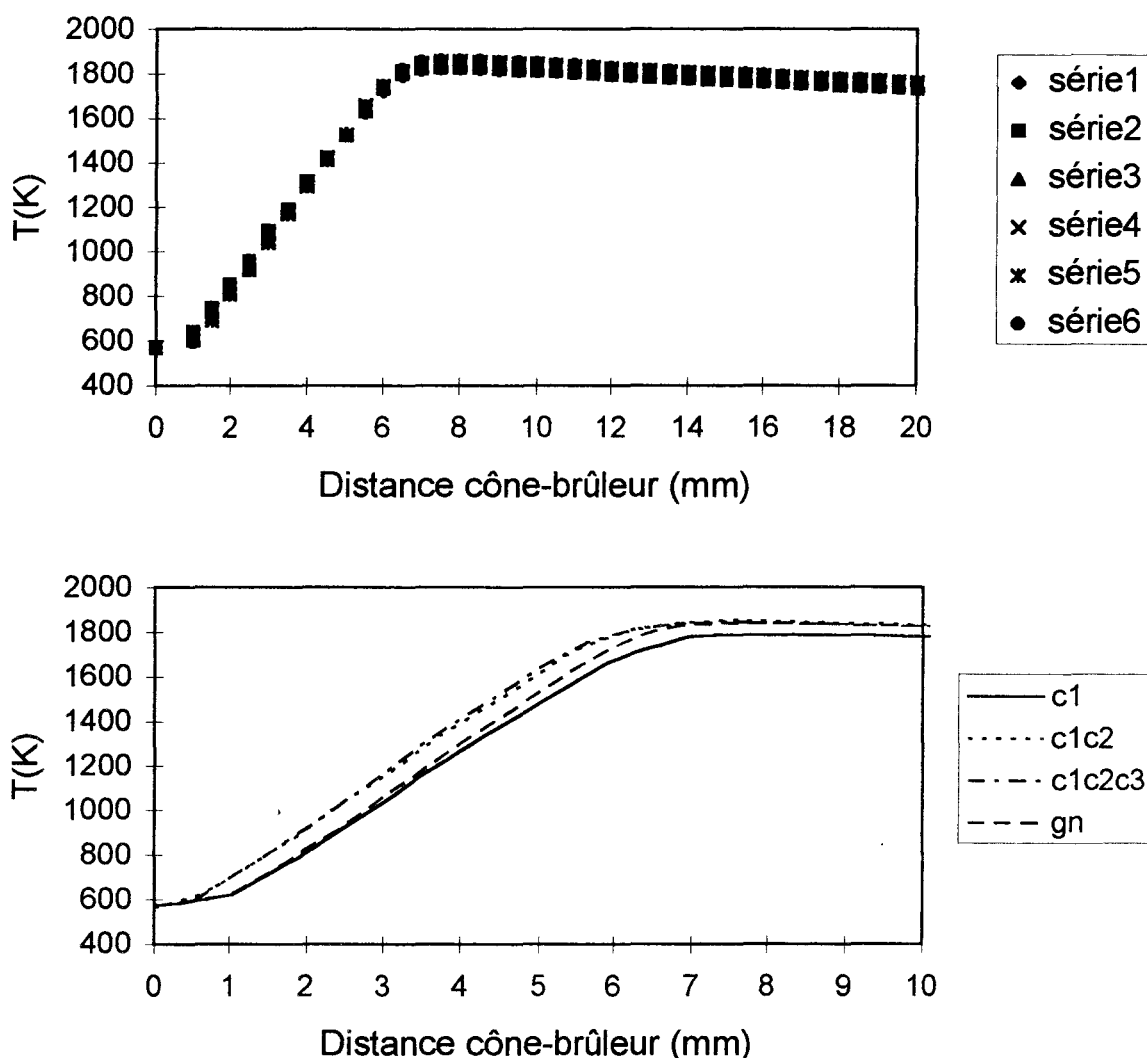 2000
1800
1600
1400
1200
1000
800
600
400
T(K)
0 2 4 6 8 10 12 14 16 18 20
Distance cône-brûleur (mm)
série1
série2
série3
série4
série5
série6
2000
1800
1600
1400
1200
1000
800
600
400
T(K)
0 1 2 3 4 5 6 7 8 9 10
Distance cône-brûleur (mm)
c1
c1c2
c1c2c3
gn